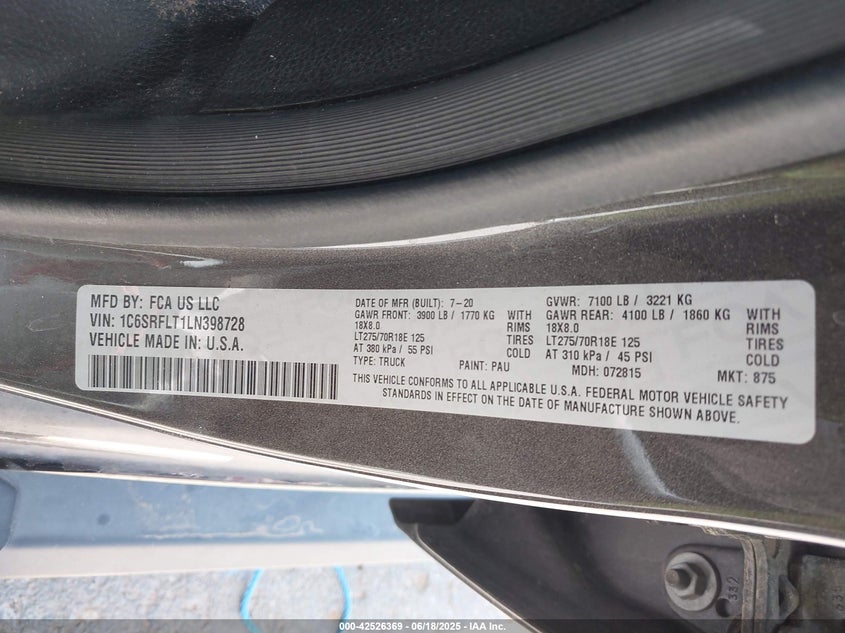 MFD BY: FCA US LLC
VIN: 1C6SRFLT1LN398728
VEHICLE MADE IN: U.S.A.
DATE OF MFR (BUILT): 7-20
GAWR FRONT: 3900 LB / 1770 KG WITH
18X8.0 RIMS
LT275/70R18E 125 TIRES
AT 380 kPa / 55 PSI COLD
TYPE: TRUCK PAINT: PAU
GVWR: 7100 LB / 3221 KG
GAWR REAR: 4100 LB / 1860 KG WITH
18X8.0 RIMS
LT275/70R18E 125 TIRES
AT 310 kPa / 45 PSI COLD
MDH: 072815 MKT: 875
THIS VEHICLE CONFORMS TO ALL APPLICABLE U.S.A. FEDERAL MOTOR VEHICLE SAFETY
STANDARDS IN EFFECT ON THE DATE OF MANUFACTURE SHOWN ABOVE.
332
000-42526369 - 06/18/2025 - IAA Inc.